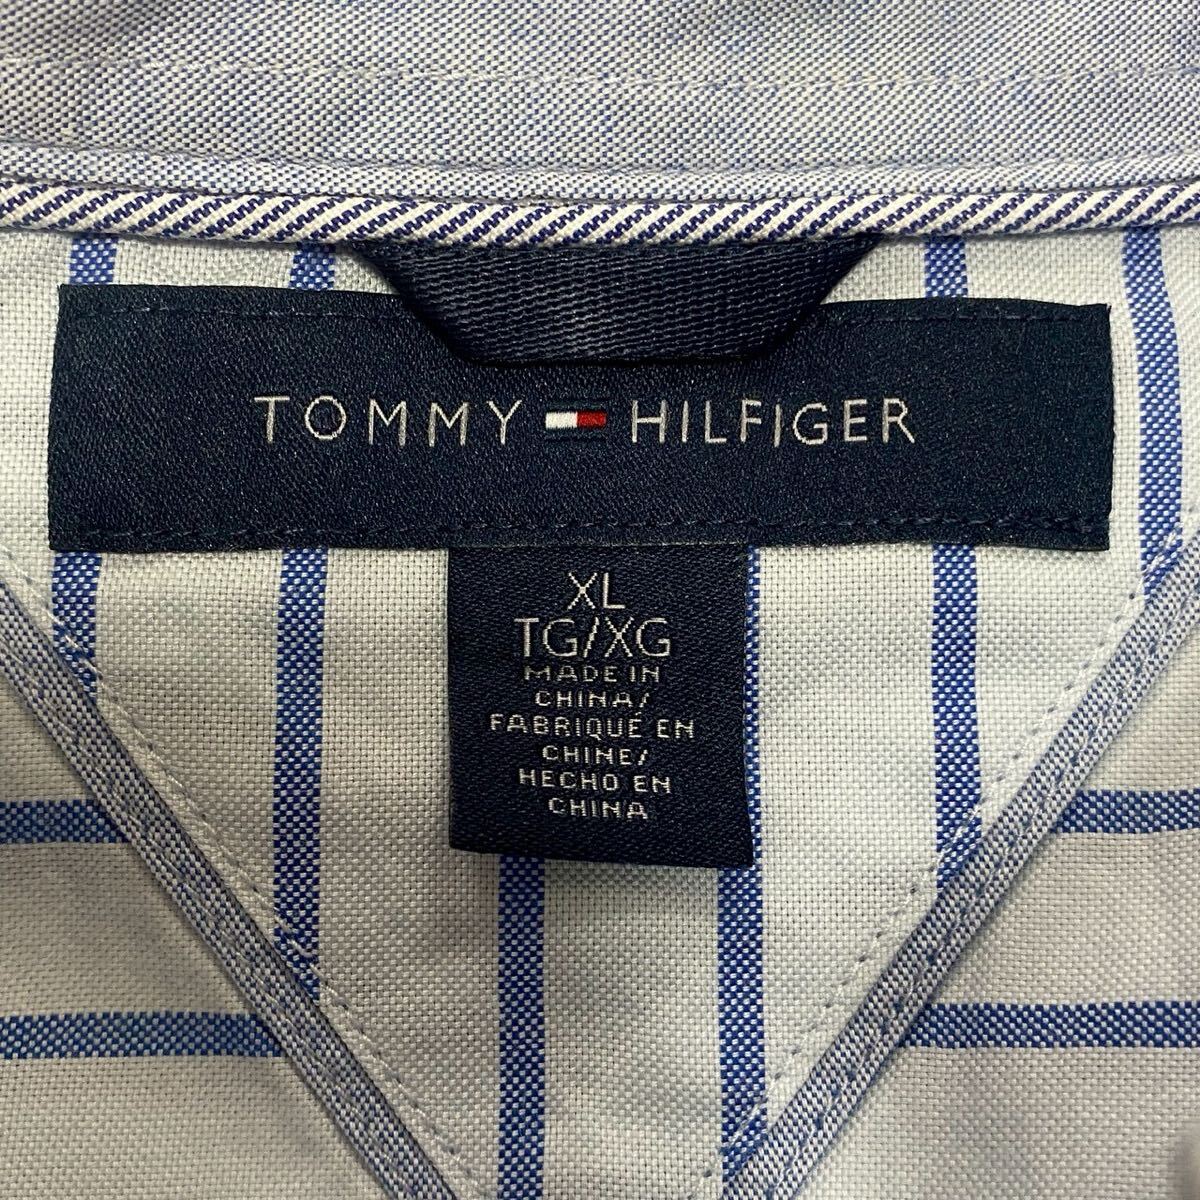 TOMMY HILFIGER
XL
TG/XG
MADE IN
CHINA/
FABRIQUÉ EN
CHINE/
HECHO EN
CHINA